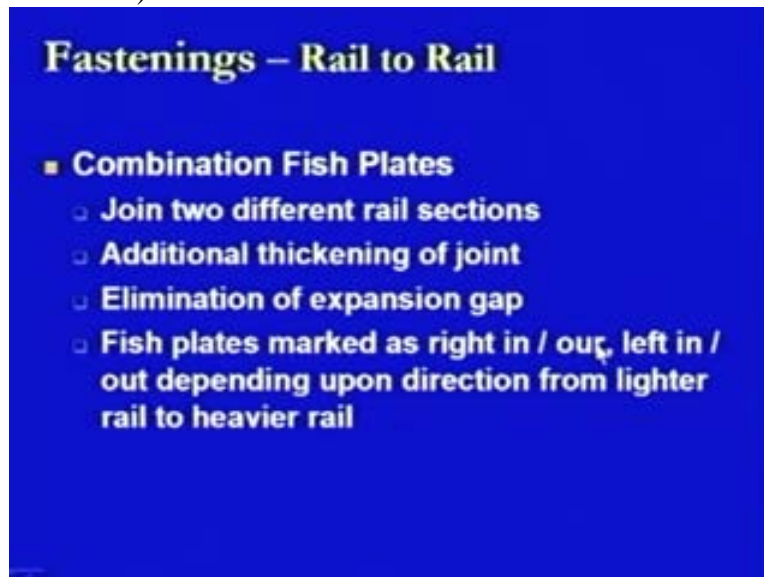 Fastenings – Rail to Rail
Combination Fish Plates
Join two different rail sections
Additional thickening of joint
Elimination of expansion gap
Fish plates marked as right in / out, left in /
out depending upon direction from lighter
rail to heavier rail